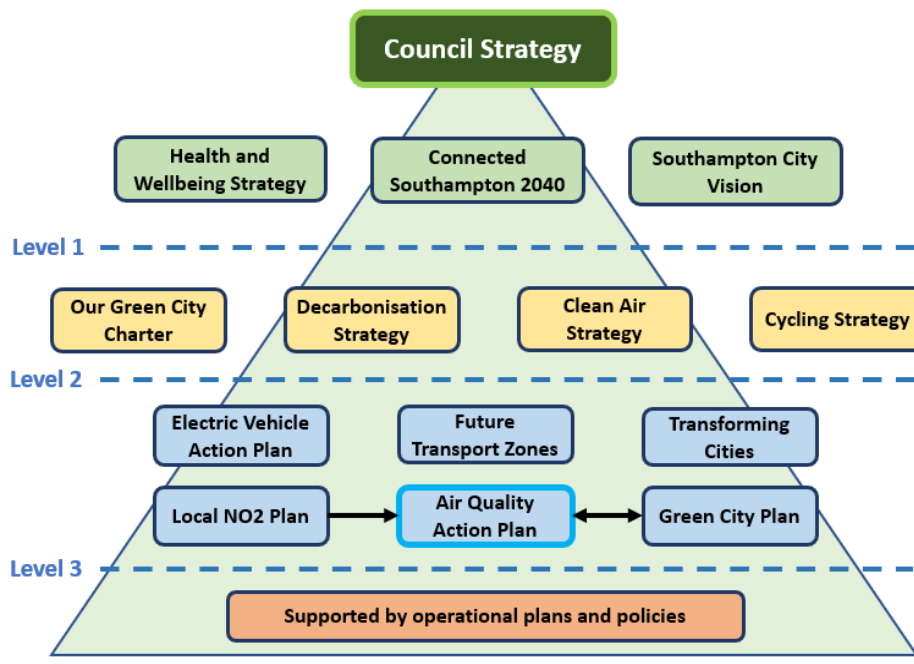 Council Strategy
Health and
Wellbeing Strategy
Connected
Southampton 2040
Southampton City
Vision
Level 1
Our Green City
Charter
Decarbonisation
Strategy
Clean Air
Strategy
Cycling Strategy
Level 2
Electric Vehicle
Action Plan
Future
Transport Zones
Transforming
Cities
Local NO2 Plan
Air Quality
Action Plan
Green City Plan
Level 3
Supported by operational plans and policies